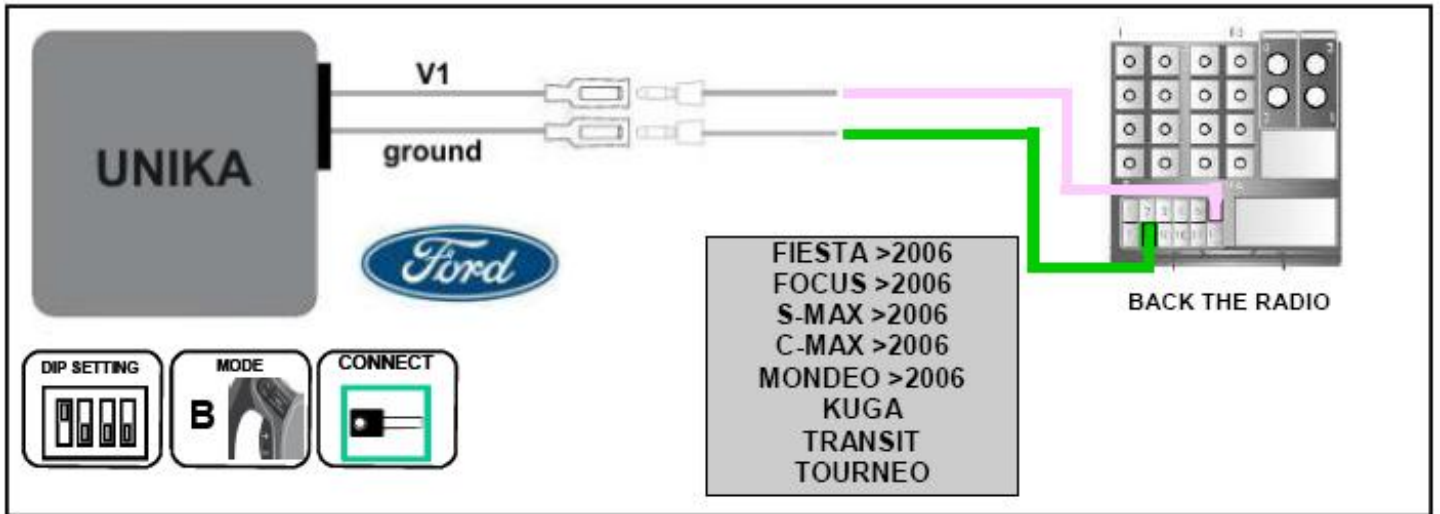 V1
ground
UNIKA
Ford
FIESTA >2006
FOCUS >2006
S-MAX >2006
C-MAX >2006
MONDEO >2006
KUGA
TRANSIT
TOURNEO
BACK THE RADIO
DIP SETTING
MODE
B
CONNECT